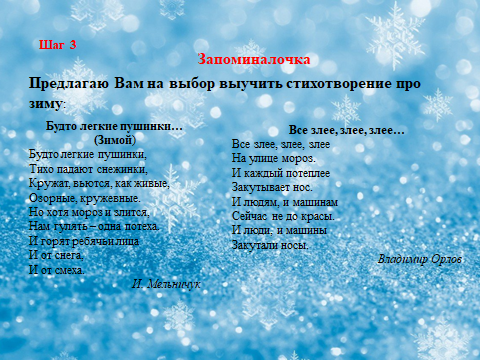 Шаг 3
Запоминалочка
Предлагаю Вам на выбор выучить стихотворение про
зиму:
Будто легкие пушинки…
(Зимой)
Будто легкие пушинки,
Тихо падают снежинки,
Кружат, вьются, как живые,
Озорные, кружевные.
Но хотя мороз и злится,
Нам гулять – одна потеха.
И горят ребячьи лица
И от снега,
И от смеха.
И. Мельничук
Все злее, злее, злее…
Все злее, злее, злее
На улице мороз.
И каждый потеплее
Закутывает нос.
И людям, и машинам
Сейчас не до красы.
И люди, и машины
Закутали носы.
Владимир Орлов